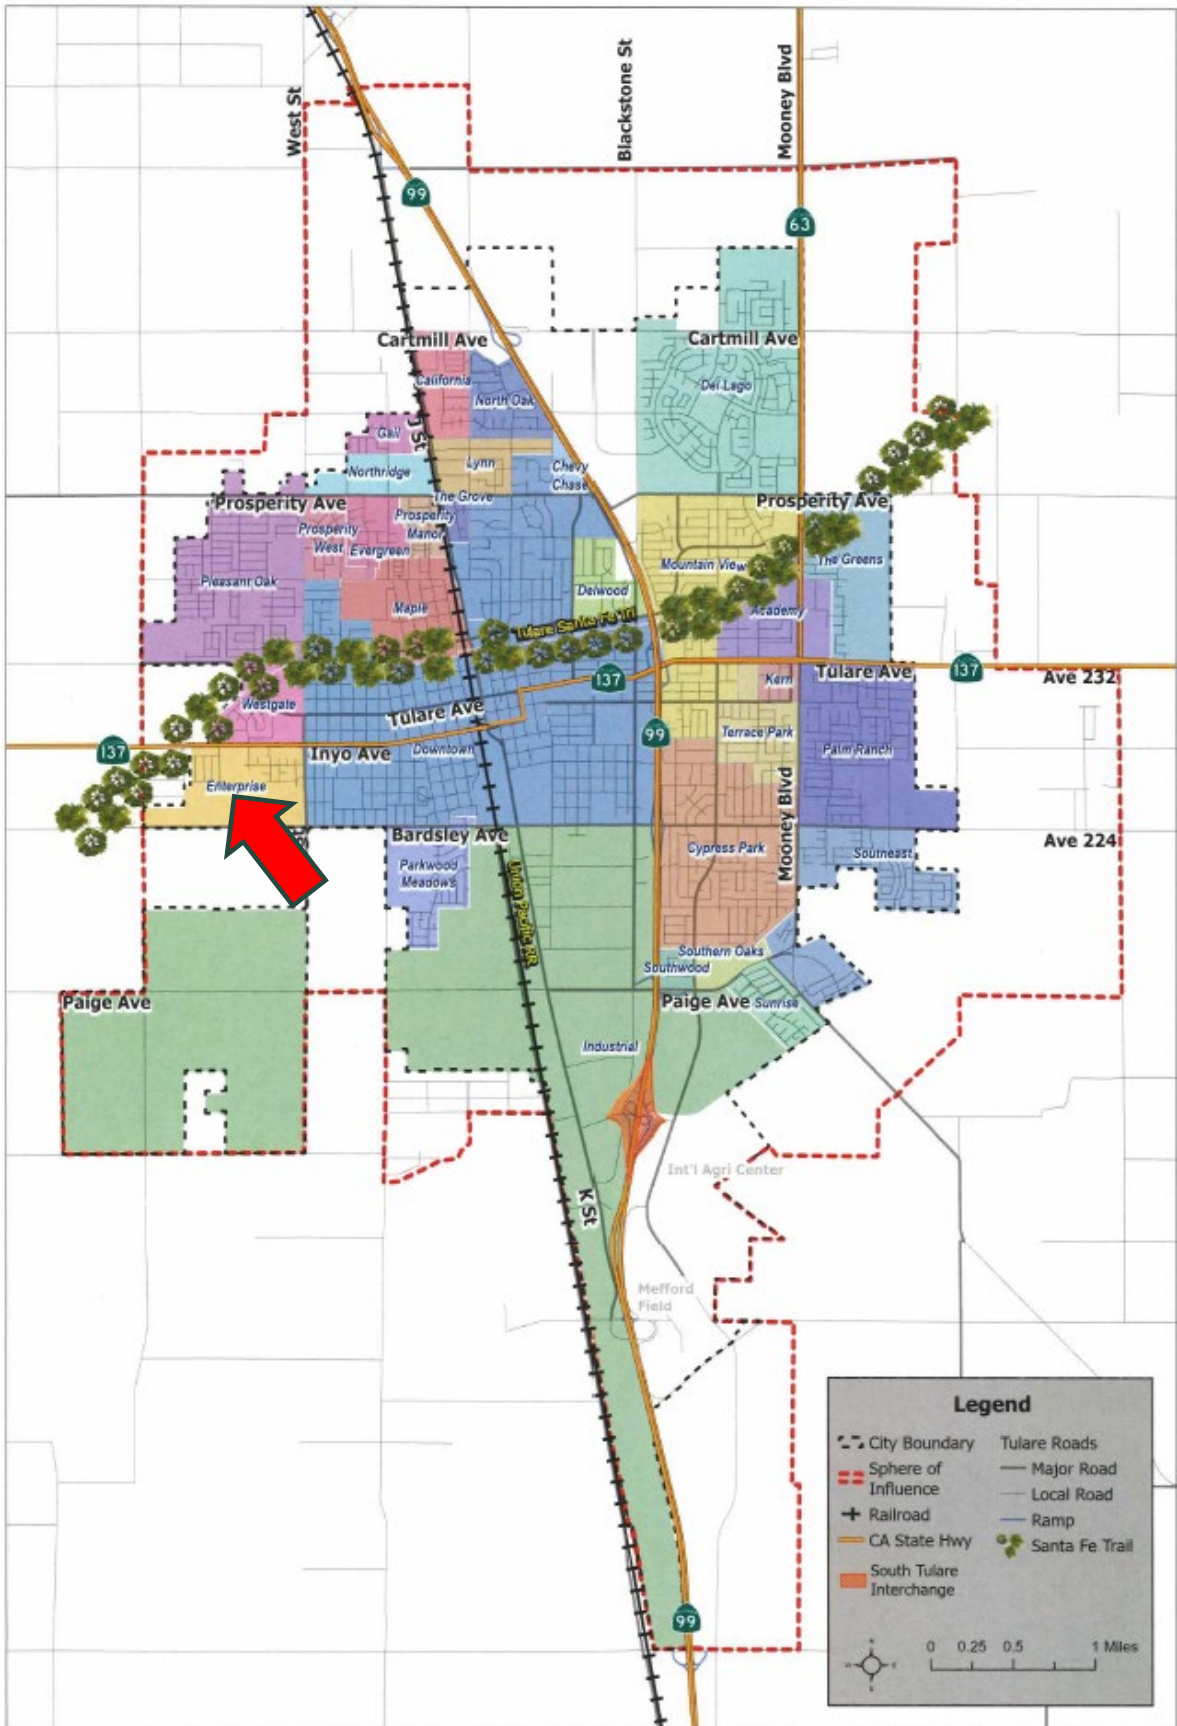 West St
Blackstone St
Mooney Blvd
99
63
Cartmill Ave
Cartmill Ave
California
North Oak
Del Lago
Gail
J St
Northridge
Lynn
Chevy
Chase
The Grove
Prosperity Ave
Prosperity Ave
Prosperity
West
Evergreen
Prosperity
Manor
Mountain View
The Greens
Pleasant Oak
Delwood
Maple
Academy
Tulare Santa Fe Trl
137
Tulare Ave
137
Ave 232
Kern
Westgate
Tulare Ave
99
Terrace Park
Palm Ranch
137
Inyo Ave
Downtown
Enterprise
Mooney Blvd
Bardsley Ave
Ave 224
Parkwood
Meadows
Cypress Park
Southeast
Union Pacific RR
Southern Oaks
Southwood
Paige Ave
Paige Ave
Sunrise
Industrial
Int'l Agri Center
K St
Mefford
Field
99
Legend
City Boundary
Sphere of
Influence
Railroad
CA State Hwy
South Tulare
Interchange
Tulare Roads
Major Road
Local Road
Ramp
Santa Fe Trail
N
W
E
S
0 0.25 0.5 1 Miles